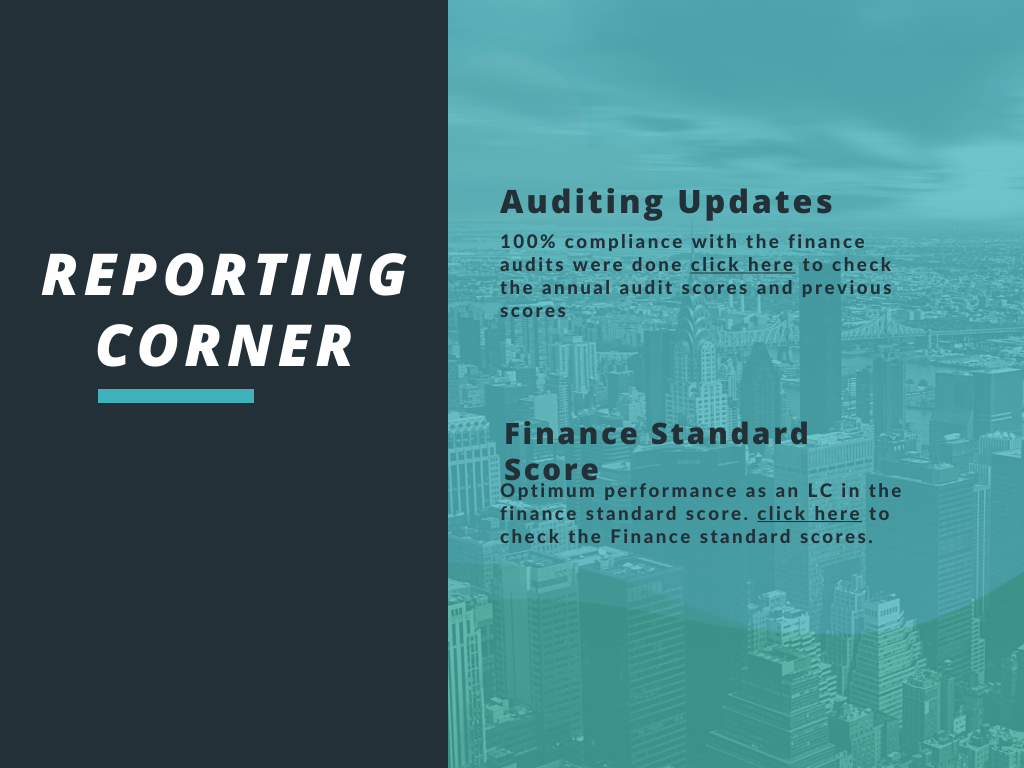 REPORTING
CORNER
Auditing Updates
100% compliance with the finance
audits were done click here to check
the annual audit scores and previous
scores
Finance Standard
Score
Optimum performance as an LC in the
finance standard score. click here to
check the Finance standard scores.